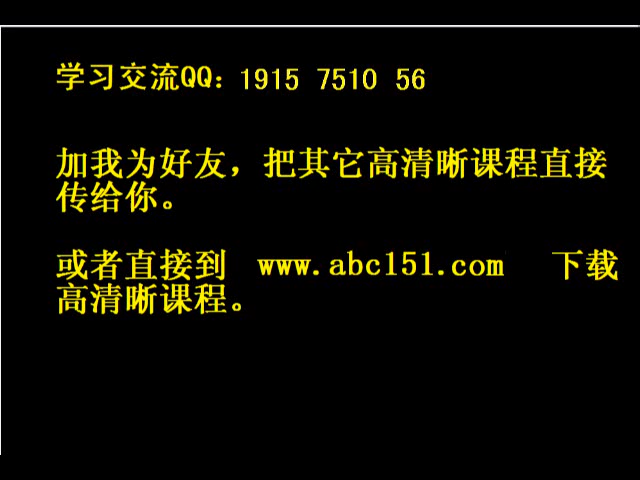 学习交流QQ：1915 7510 56
加我为好友，把其它高清晰课程直接
传给你。
或者直接到 www.abc151.com 下载
高清晰课程。